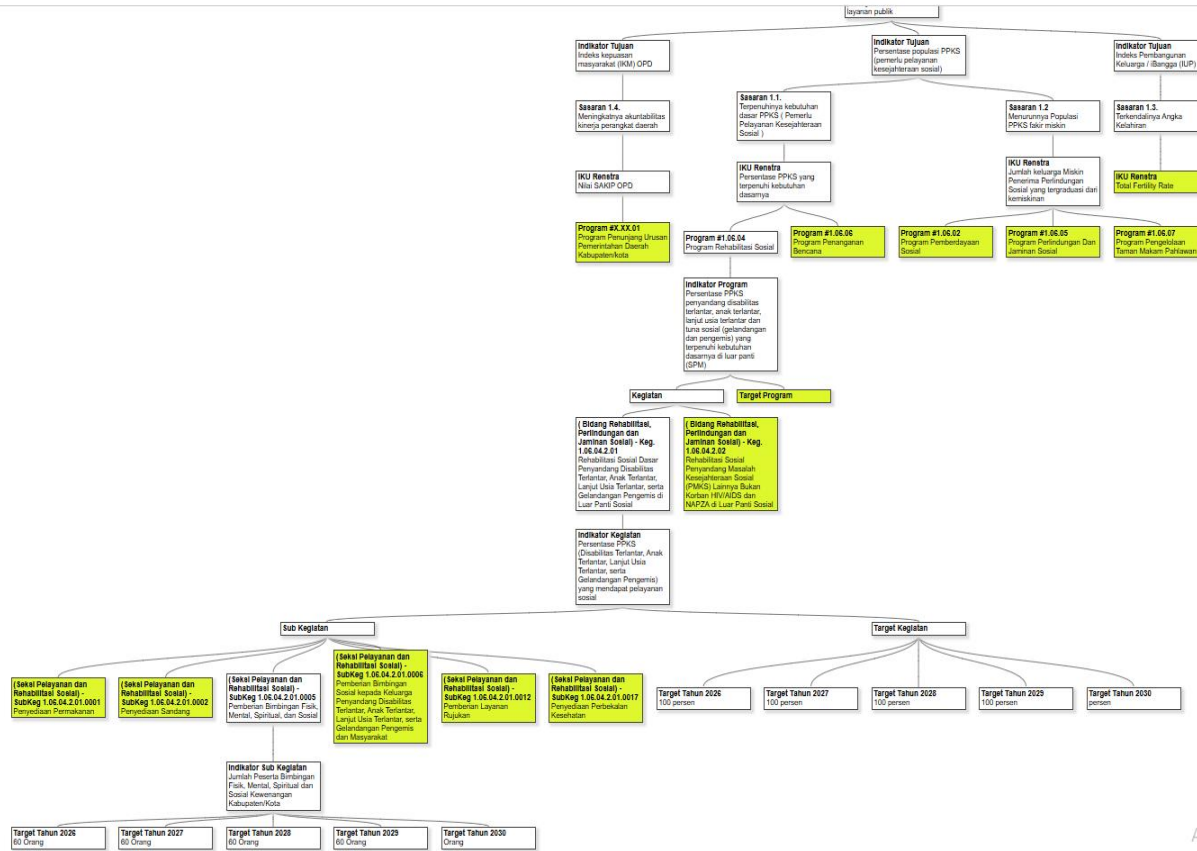 layanan publik
Indikator Tujuan
Indeks kepuasan
masyarakat (IKM) OPD
Indikator Tujuan
Persentase populasi PPKS
(pemerlu pelayanan
kesejahteraan sosial)
Indikator Tujuan
Indeks Pembangunan
Keluarga / iBangga (IUP)
Sasaran 1.4.
Meningkatnya akuntabilitas
kinerja perangkat daerah
Sasaran 1.1.
Terpenuhinya kebutuhan
dasar PPKS ( Pemerlu
Pelayanan Kesejahteraan
Sosial )
Sasaran 1.2
Menurunnya Populasi
PPKS fakir miskin
Sasaran 1.3.
Terkendalinya Angka
Kelahiran
IKU Renstra
Nilai SAKIP OPD
IKU Renstra
Persentase PPKS yang
terpenuhi kebutuhan
dasarnya
IKU Renstra
Jumlah keluarga Miskin
Penerima Perlindungan
Sosial yang tergraduasi dari
kemiskinan
IKU Renstra
Total Fertility Rate
Program #X.XX.01
Program Penunjang Urusan
Pemerintahan Daerah
Kabupaten/kota
Program #1.06.04
Program Rehabilitasi Sosial
Program #1.06.06
Program Penanganan
Bencana
Program #1.06.02
Program Pemberdayaan
Sosial
Program #1.06.05
Program Perlindungan Dan
Jaminan Sosial
Program #1.06.07
Program Pengelolaan
Taman Makam Pahlawan
Indikator Program
Persentase PPKS
penyandang disabilitas
terlantar, anak terlantar,
lanjut usia terlantar dan
tuna sosial (gelandangan
dan pengemis) yang
terpenuhi kebutuhan
dasarnya di luar panti
(SPM)
Kegiatan
Target Program
( Bidang Rehabilitasi,
Perlindungan dan
Jaminan Sosial) - Keg.
1.06.04.2.01
Rehabilitasi Sosial Dasar
Penyandang Disabilitas
Terlantar, Anak Terlantar,
Lanjut Usia Terlantar, serta
Gelandangan Pengemis di
Luar Panti Sosial
( Bidang Rehabilitasi,
Perlindungan dan
Jaminan Sosial) - Keg.
1.06.04.2.02
Rehabilitasi Sosial
Penyandang Masalah
Kesejahteraan Sosial
(PMKS) Lainnya Bukan
Korban HIV/AIDS dan
NAPZA di Luar Panti Sosial
Indikator Kegiatan
Persentase PPKS
(Disabilitas Terlantar, Anak
Terlantar, Lanjut Usia
Terlantar, serta
Gelandangan Pengemis)
yang mendapat pelayanan
sosial
Sub Kegiatan
Target Kegiatan
(Seksi Pelayanan dan
Rehabilitasi Sosial) -
SubKeg 1.06.04.2.01.0001
Penyediaan Permakanan
(Seksi Pelayanan dan
Rehabilitasi Sosial) -
SubKeg 1.06.04.2.01.0002
Penyediaan Sandang
(Seksi Pelayanan dan
Rehabilitasi Sosial) -
SubKeg 1.06.04.2.01.0005
Pemberian Bimbingan Fisik,
Mental, Spiritual, dan Sosial
(Seksi Pelayanan dan
Rehabilitasi Sosial) -
SubKeg 1.06.04.2.01.0006
Pemberian Bimbingan
Sosial kepada Keluarga
Penyandang Disabilitas
Terlantar, Anak Terlantar,
Lanjut Usia Terlantar, serta
Gelandangan Pengemis
dan Masyarakat
(Seksi Pelayanan dan
Rehabilitasi Sosial) -
SubKeg 1.06.04.2.01.0012
Pemberian Layanan
Rujukan
(Seksi Pelayanan dan
Rehabilitasi Sosial) -
SubKeg 1.06.04.2.01.0017
Penyediaan Perbekalan
Kesehatan
Target Tahun 2026
100 persen
Target Tahun 2027
100 persen
Target Tahun 2028
100 persen
Target Tahun 2029
100 persen
Target Tahun 2030
persen
Indikator Sub Kegiatan
Jumlah Peserta Bimbingan
Fisik, Mental, Spiritual dan
Sosial Kewenangan
Kabupaten/Kota
Target Tahun 2026
60 Orang
Target Tahun 2027
60 Orang
Target Tahun 2028
60 Orang
Target Tahun 2029
60 Orang
Target Tahun 2030
Orang